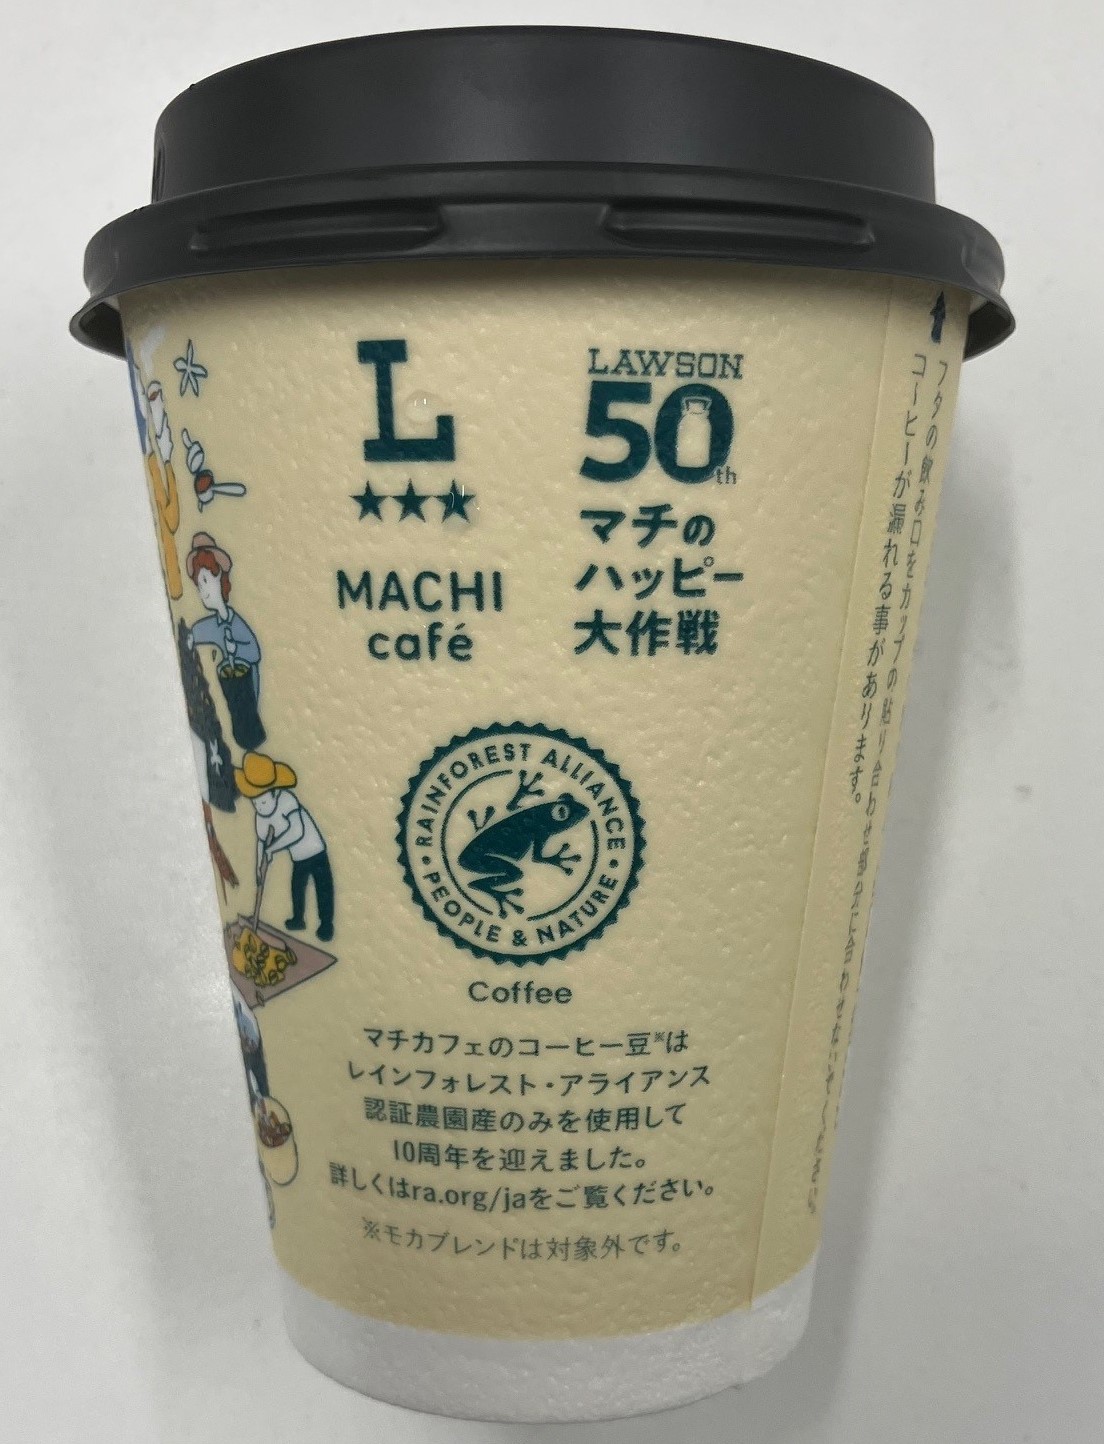 L
MACHI
café
LAWSON
50th
マチの
ハッピー
大作戦
RAINFOREST ALLIANCE
PEOPLE & NATURE
Coffee
マチカフェのコーヒー豆※は
レインフォレスト・アライアンス
認証農園産のみを使用して
10周年を迎えました。
詳しくはra.org/jaをご覧ください。
※モカブレンドは対象外です。
フタの飲み口をカップの貼り合わせ
コーヒーが漏れる事があります。